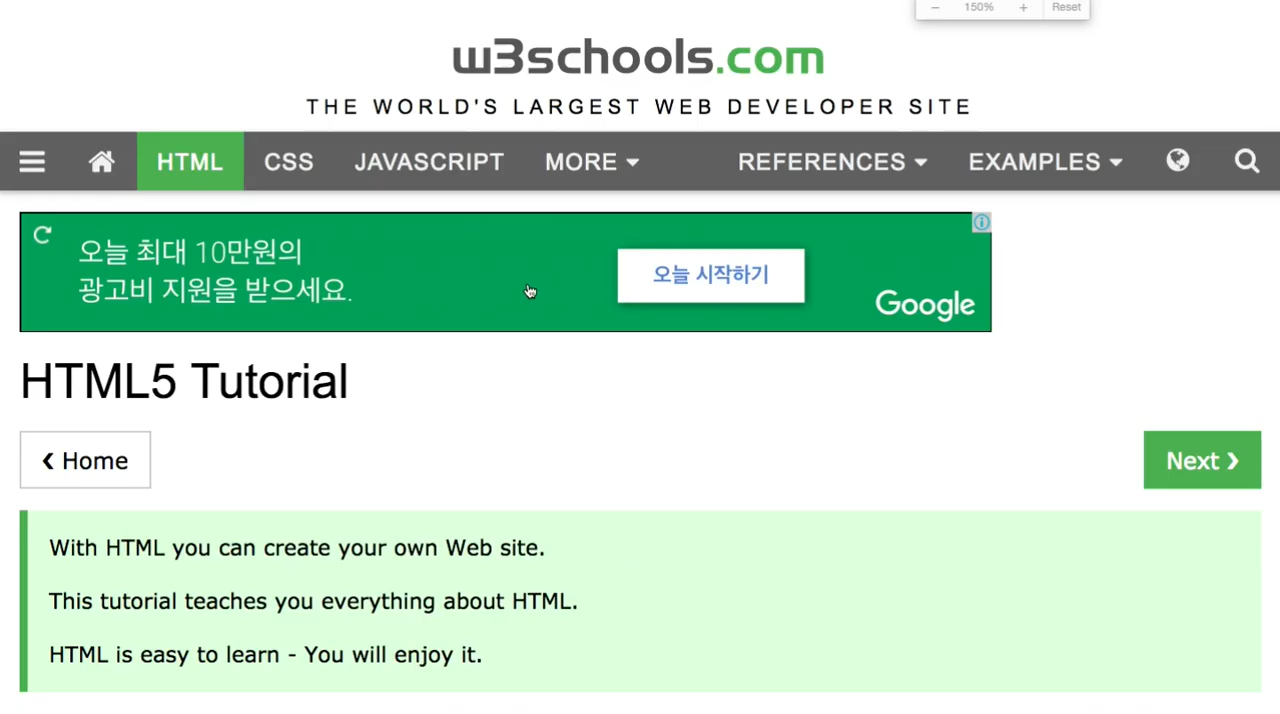 − 150% + Reset
w3schools.com
THE WORLD'S LARGEST WEB DEVELOPER SITE
HTML CSS JAVASCRIPT MORE REFERENCES EXAMPLES
오늘 최대 10만원의
광고비 지원을 받으세요.
오늘 시작하기
Google
HTML5 Tutorial
❮ Home
Next ❯
With HTML you can create your own Web site.
This tutorial teaches you everything about HTML.
HTML is easy to learn - You will enjoy it.